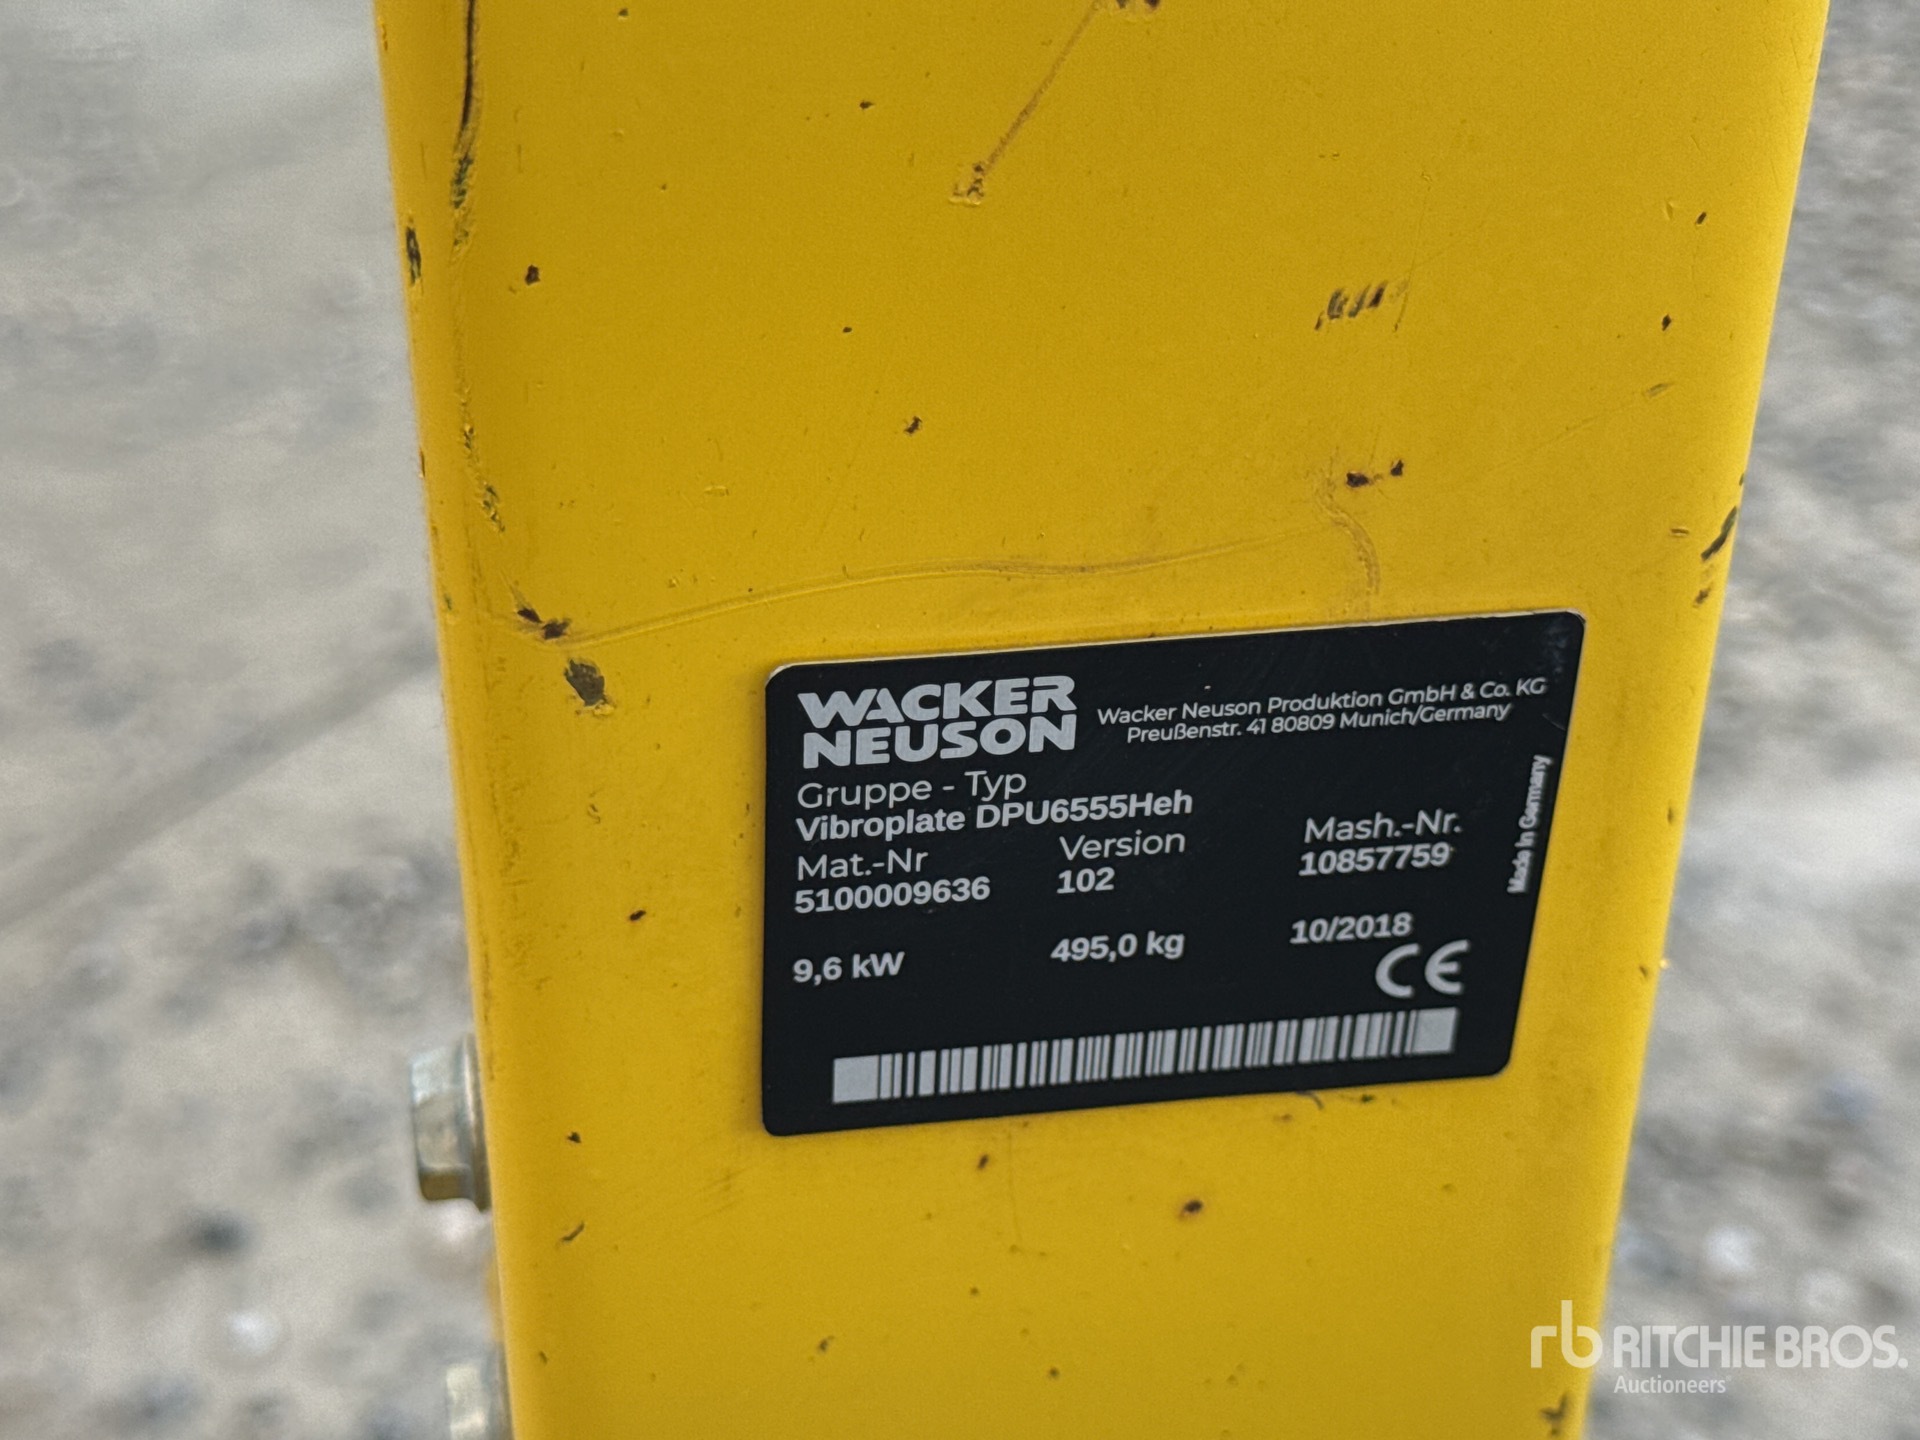 WACKER
NEUSON
Wacker Neuson Produktion GmbH & Co. KG
Preußenstr. 41 80809 Munich/Germany
Gruppe - Typ
Vibroplate DPU6555Heh
Mat.-Nr Version Mash.-Nr.
5100009636 102 10857759
9,6 kW 495,0 kg 10/2018
CE
Made in Germany
rb RITCHIE BROS.
Auctioneers